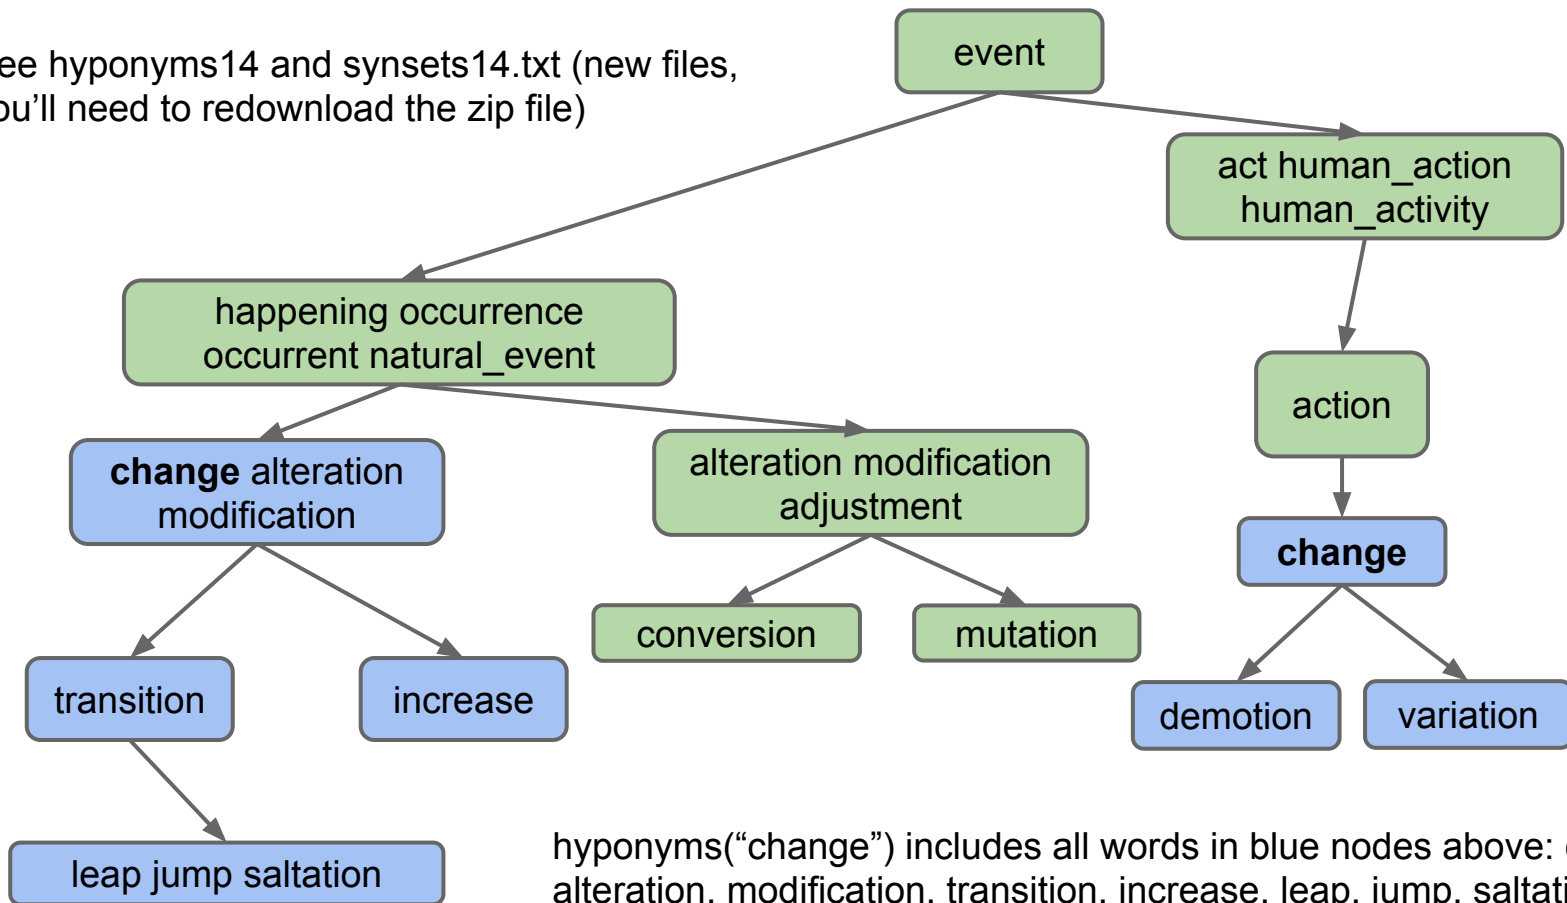 ee hyponyms14 and synsets14.txt (new files,
ou’ll need to redownload the zip file)
event
act human_action
human_activity
happening occurrence
occurrent natural_event
action
change alteration
modification
alteration modification
adjustment
change
conversion
mutation
transition
increase
demotion
variation
leap jump saltation
hyponyms(“change”) includes all words in blue nodes above:
alteration, modification, transition, increase, leap, jump, saltati